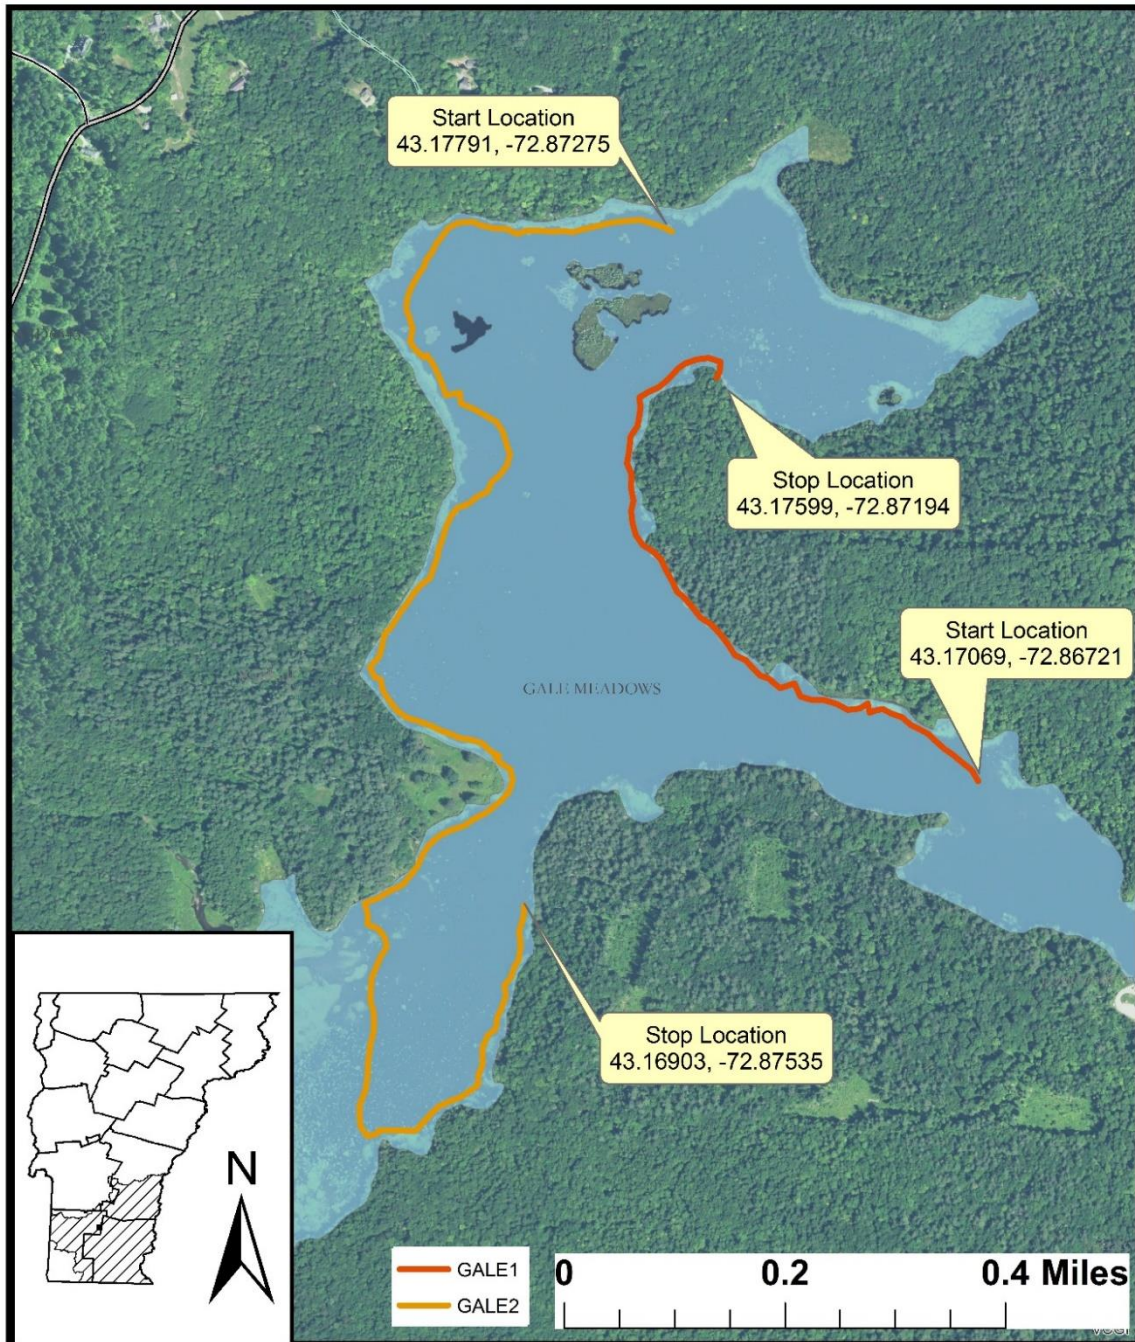 Start Location
43.17791, -72.87275
Stop Location
43.17599, -72.87194
Start Location
43.17069, -72.86721
GALE MEADOWS
Stop Location
43.16903, -72.87535
N
GALE1
GALE2
0 0.2 0.4 Miles